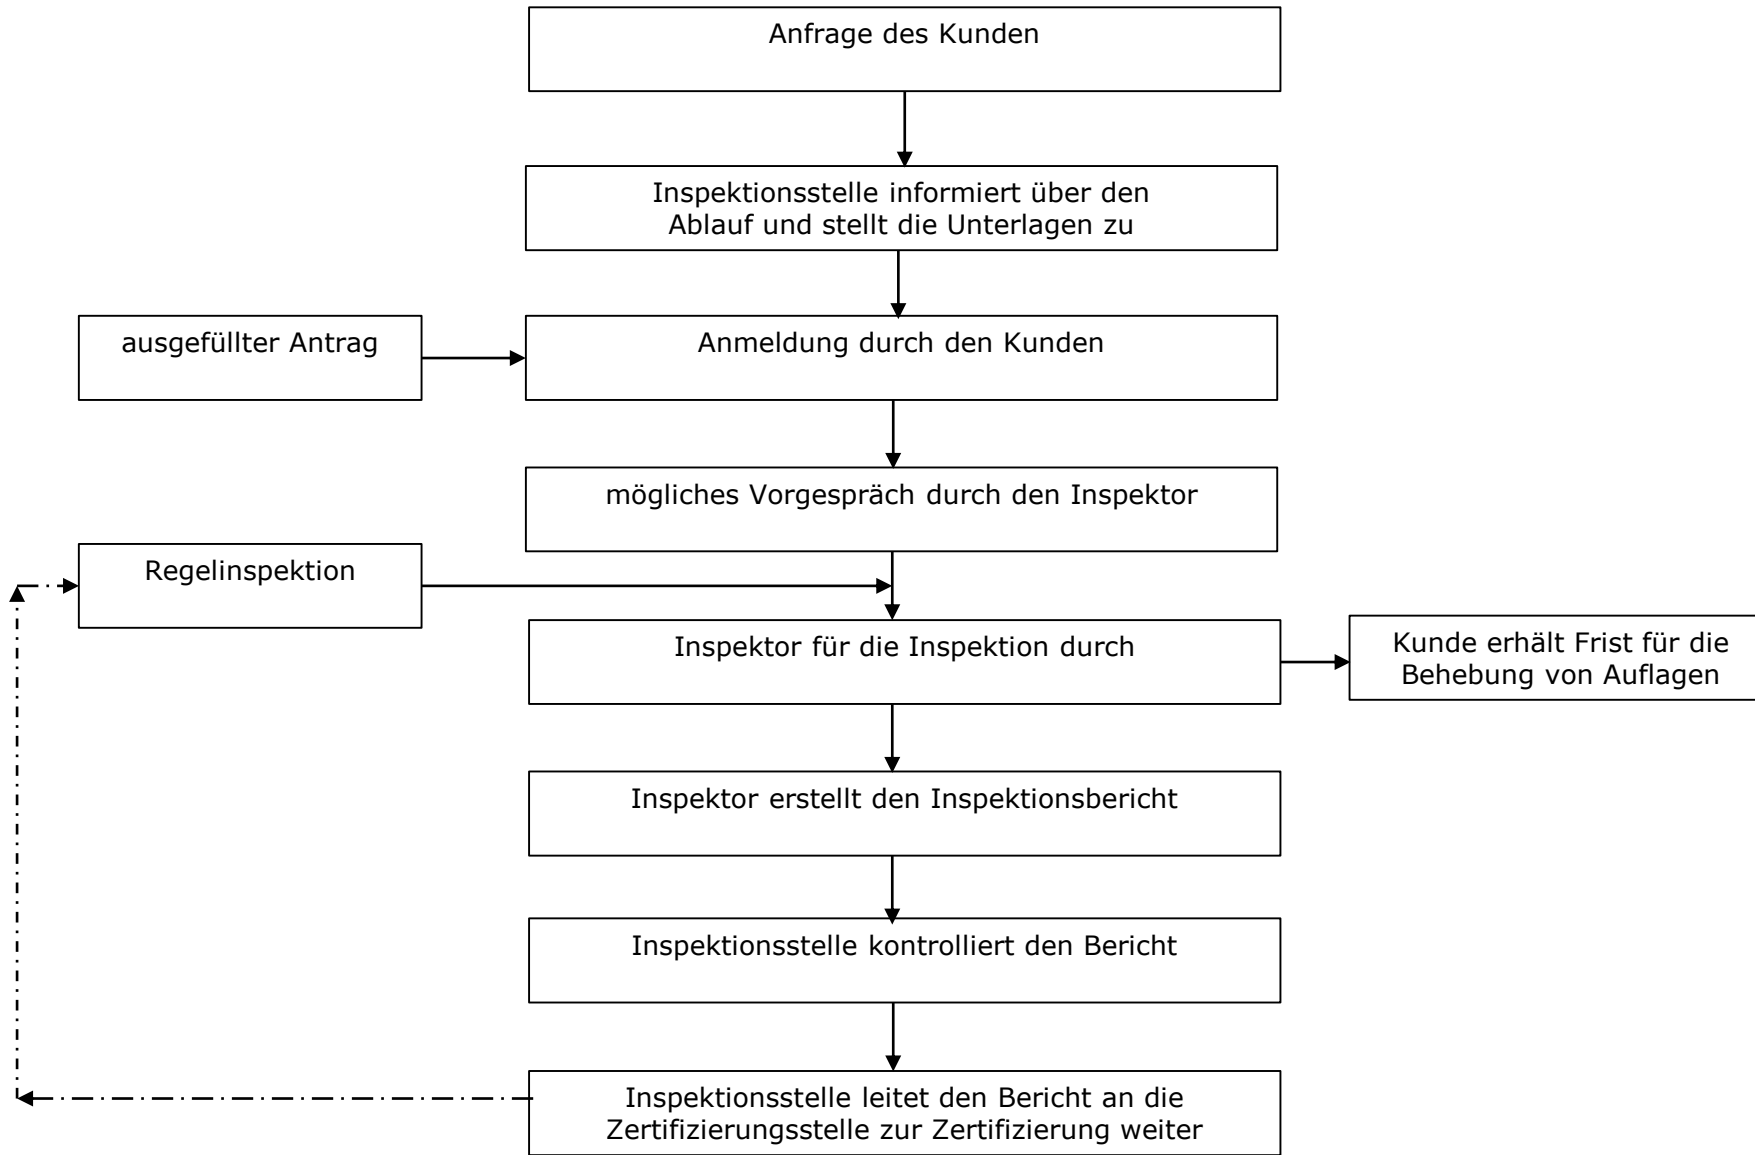 Anfrage des Kunden
Inspektionsstelle informiert über den
Ablauf und stellt die Unterlagen zu
ausgefüllter Antrag
Anmeldung durch den Kunden
mögliches Vorgespräch durch den Inspektor
Regelinspektion
Inspektor für die Inspektion durch
Kunde erhält Frist für die
Behebung von Auflagen
Inspektor erstellt den Inspektionsbericht
Inspektionsstelle kontrolliert den Bericht
Inspektionsstelle leitet den Bericht an die
Zertifizierungsstelle zur Zertifizierung weiter